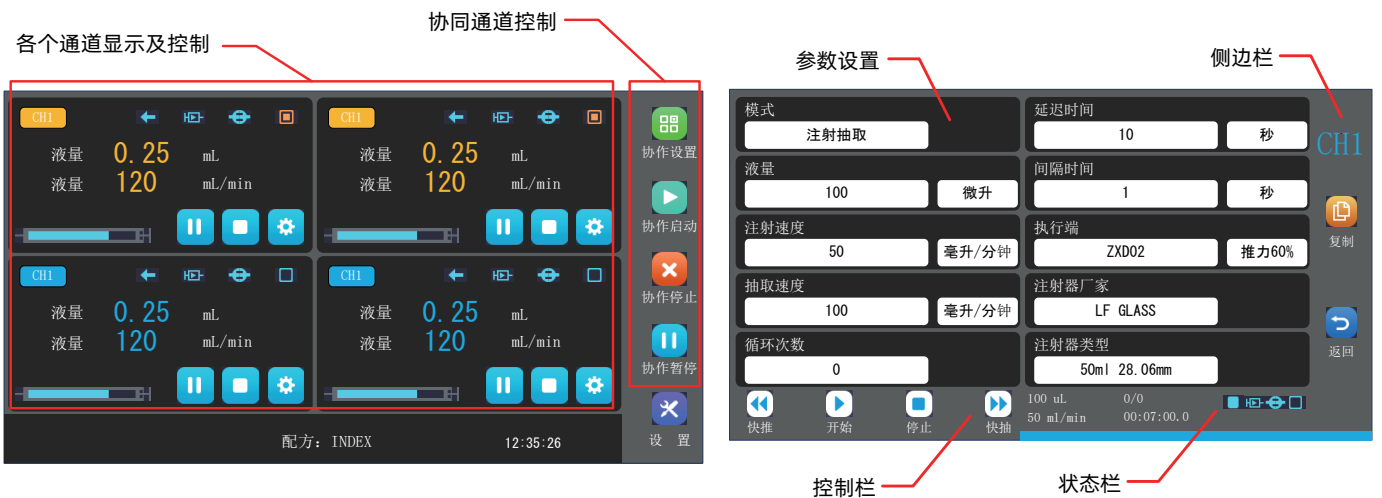 协同通道控制
各个通道显示及控制
CH1
液量 0.25 mL
液量 120 mL/min
CH1
液量 0.25 mL
液量 120 mL/min
CH1
液量 0.25 mL
液量 120 mL/min
CH1
液量 0.25 mL
液量 120 mL/min
协作设置
协作启动
协作停止
协作暂停
设 置
配方: INDEX
12:35:26
参数设置
侧边栏
模式
注射抽取
液量
100 微升
注射速度
50 毫升/分钟
抽取速度
100 毫升/分钟
循环次数
0
延迟时间
10 秒
间隔时间
1 秒
执行端
ZXD02 推力60%
注射器厂家
LF GLASS
注射器类型
50ml 28.06mm
CH1
复制
返回
快推 开始 停止 快抽
100 uL 0/0
50 ml/min 00:07:00.0
控制栏
状态栏